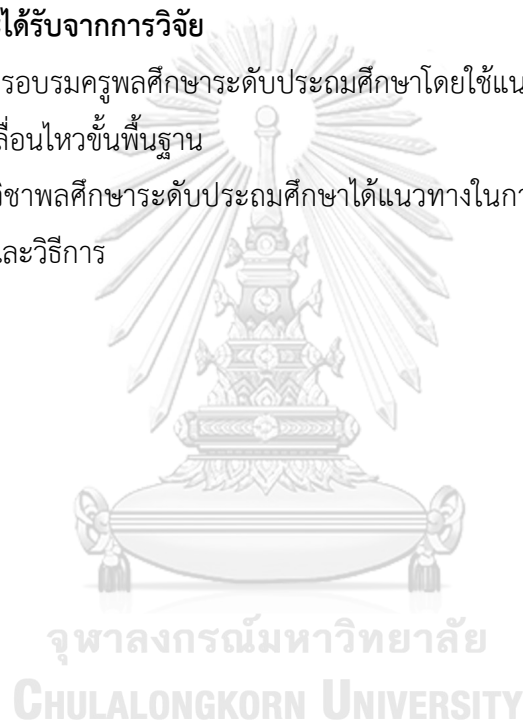 ะได้รับจากการวิจัย
รอบรมครูพลศึกษาระดับประถมศึกษาโดยใช้แน
ลื่อนไหวขั้นพื้นฐาน
วิชาพลศึกษาระดับประถมศึกษาได้แนวทางในกา
และวิธีการ
จุฬาลงกรณ์มหาวิทยาลัย
CHULALONGKORN UNIVERSITY